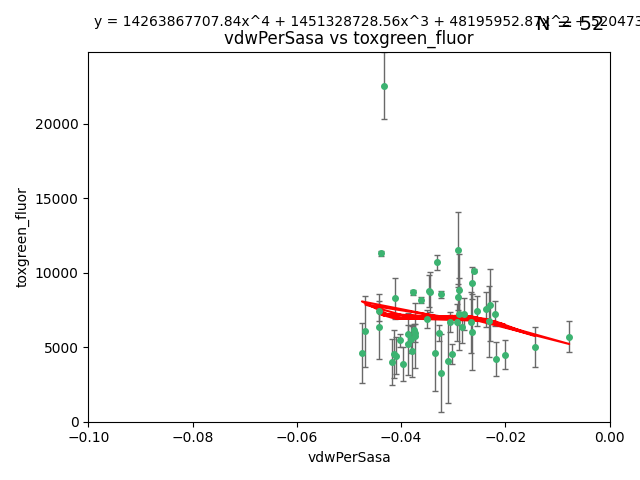 y = 14263867707.84x^4 + 1451328728.56x^3 + 48195952.87x^2 + 520473
N = 52
vdwPerSasa vs toxgreen_fluor
20000
15000
10000
5000
0
toxgreen_fluor
−0.10 −0.08 −0.06 −0.04 −0.02 0.00
vdwPerSasa